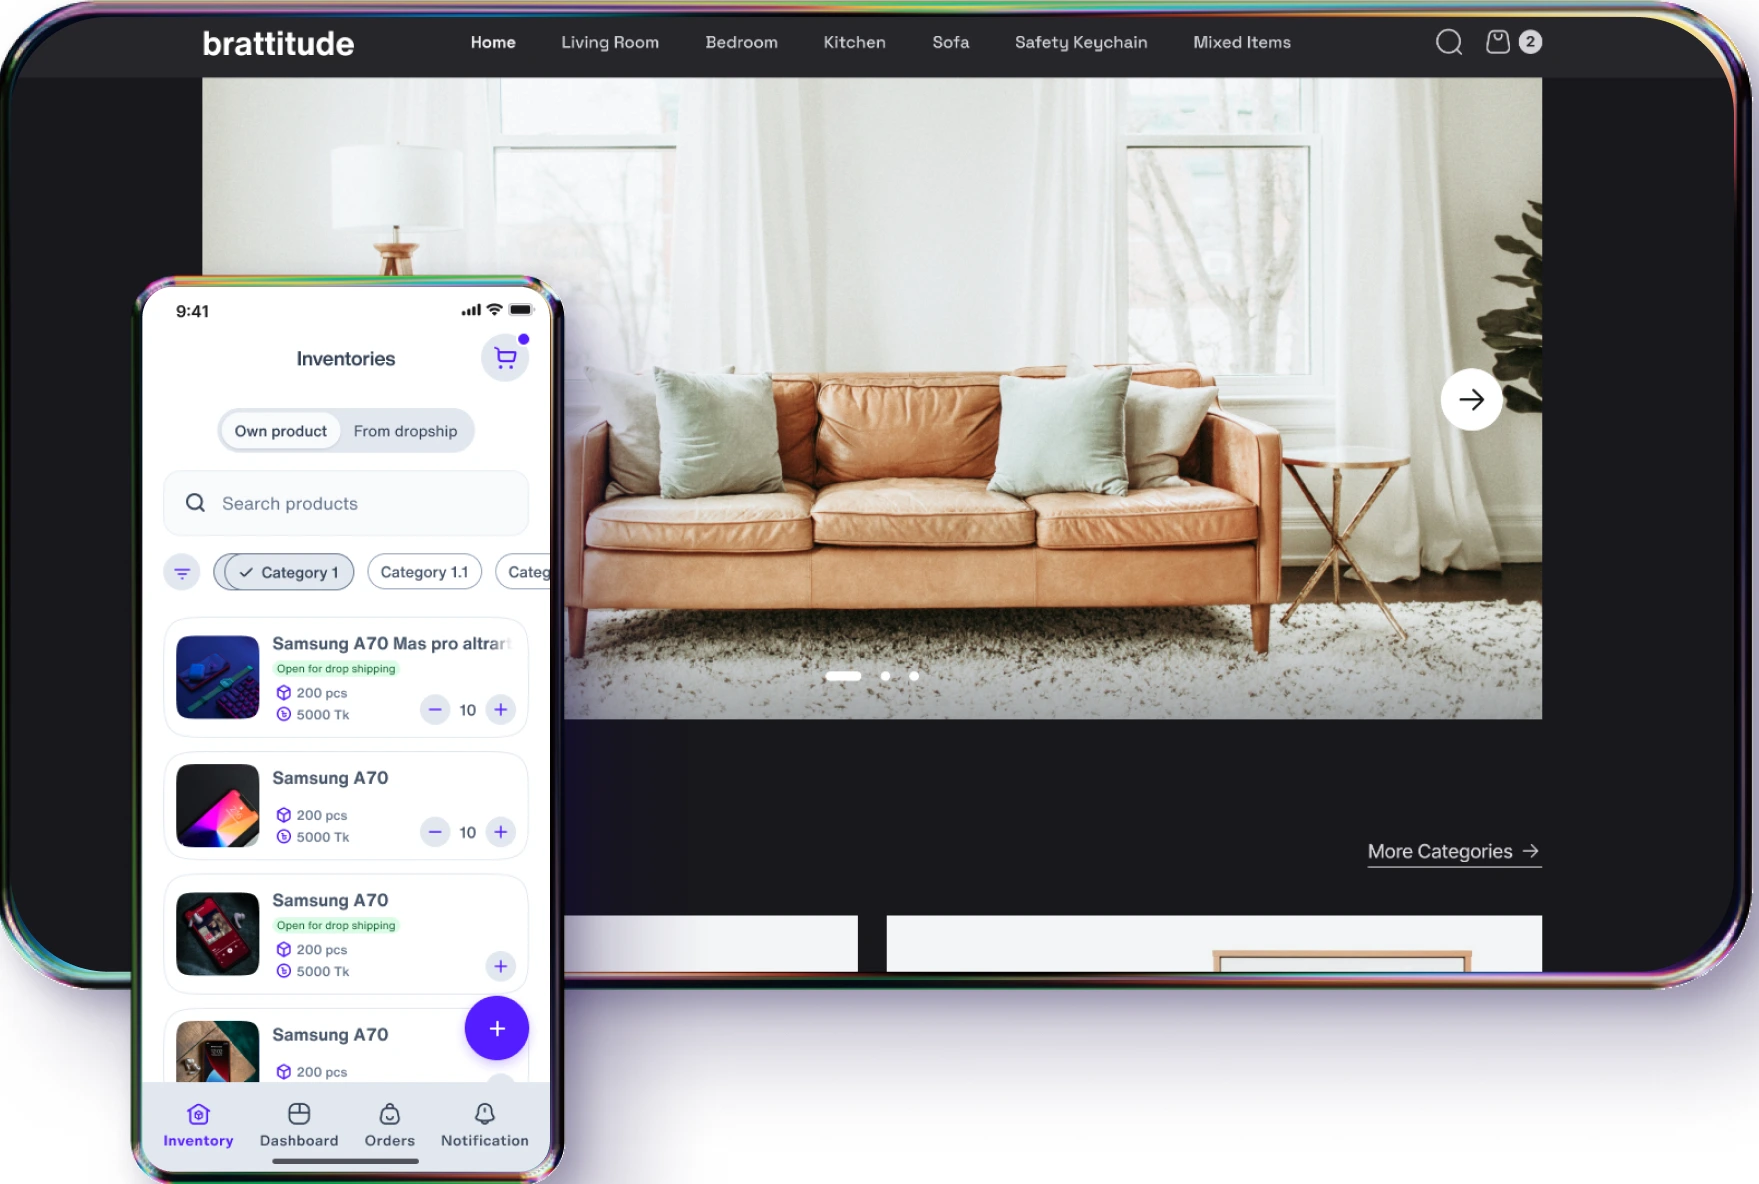 brattitude
Home Living Room Bedroom Kitchen Sofa Safety Keychain Mixed Items 2
9:41
Inventories
Own product From dropship
Search products
Category 1 Category 1.1 Categ
Samsung A70 Mas pro altrart
Open for drop shipping
200 pcs
5000 Tk
10
Samsung A70
200 pcs
5000 Tk
10
Samsung A70
Open for drop shipping
200 pcs
5000 Tk
Samsung A70
200 pcs
Inventory Dashboard Orders Notification
More Categories